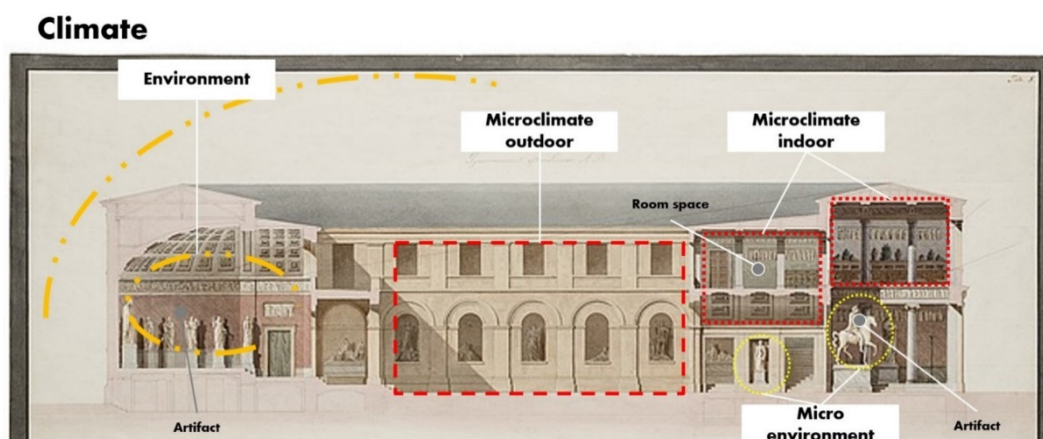 Climate
Environment
Microclimate
outdoor
Microclimate
indoor
Room space
Artifact
Micro
environment
Artifact